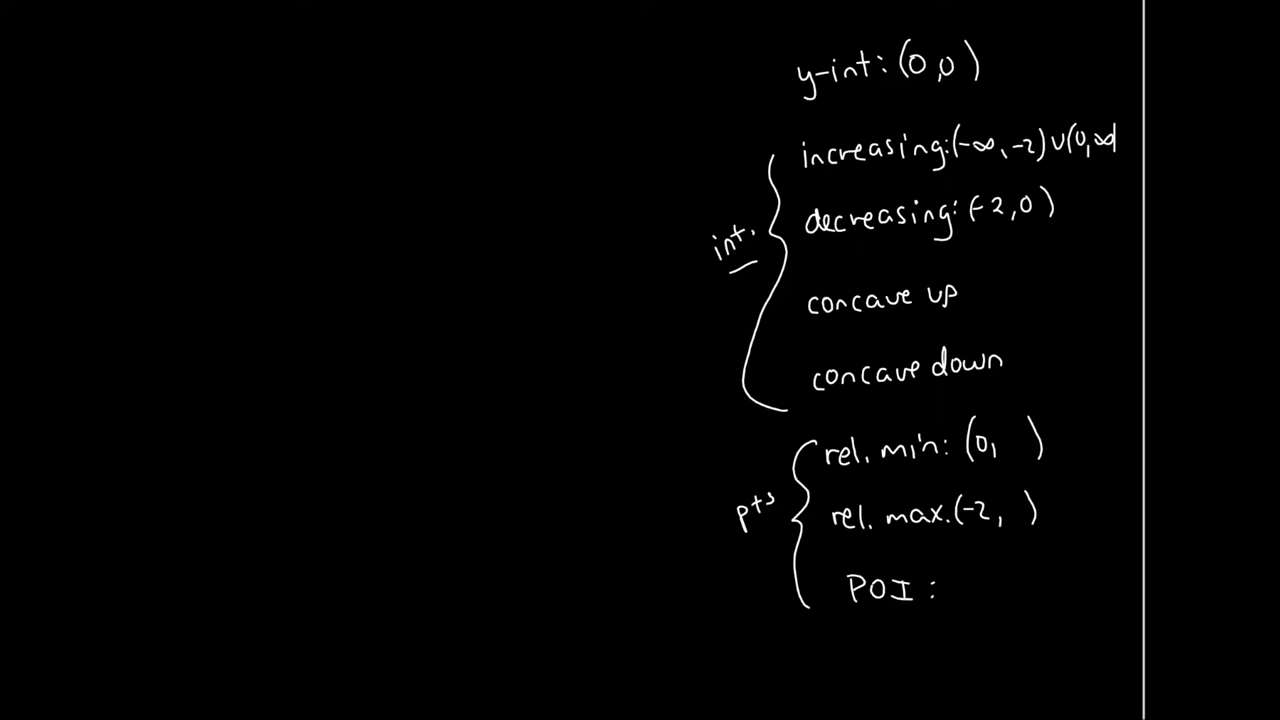 y-int: (0,0 )
increasing: (-∞, -2) ∪ (0, ∞)
decreasing: (-2, 0 )
int.
concave up
concave down
rel. min: (0, )
pts
rel. max. (-2, )
POI :